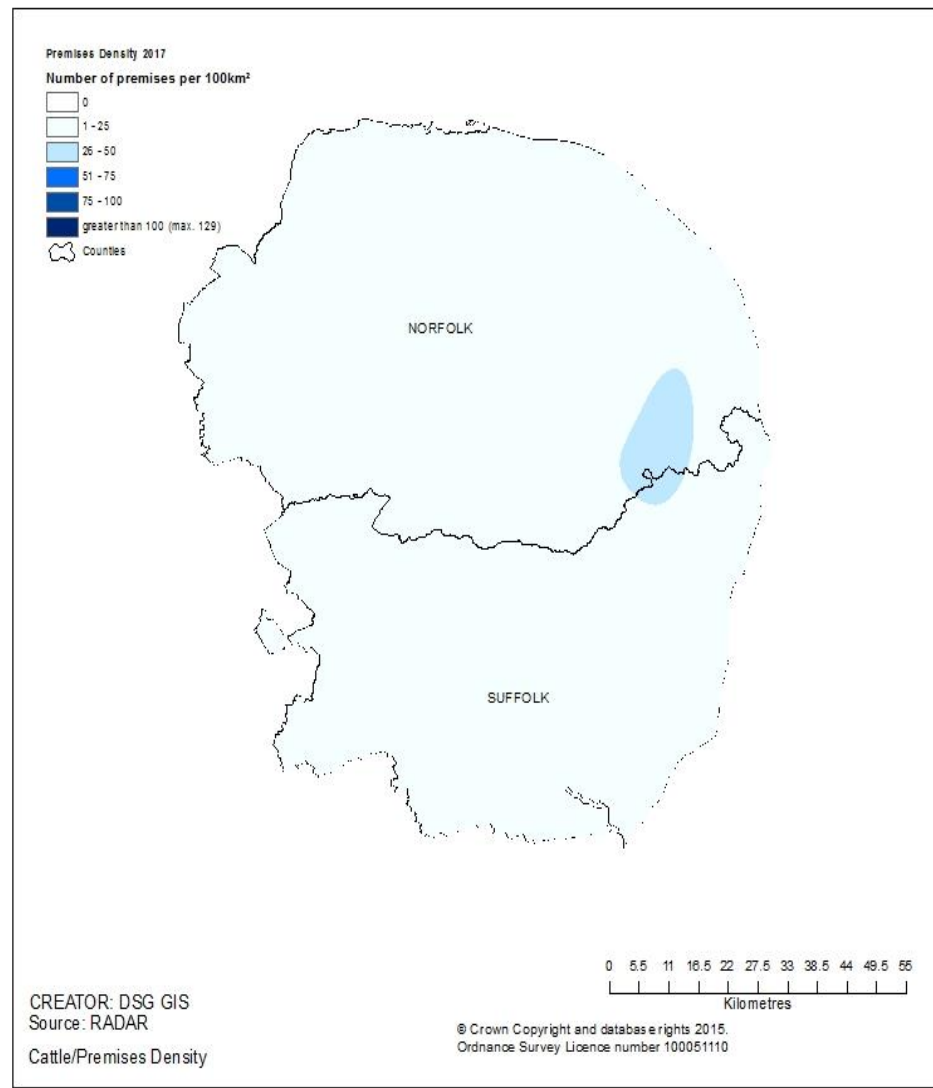 Premises Density 2017
Number of premises per 100km²
0
1 - 25
26 - 50
51 - 75
75 - 100
greater than 100 (max. 129)
Counties
NORFOLK
SUFFOLK
0 5.5 11 16.5 22 27.5 33 38.5 44 49.5 55
Kilometres
CREATOR: DSG GIS
Source: RADAR
Cattle/Premises Density
© Crown Copyright and database rights 2015.
Ordnance Survey Licence number 100051110